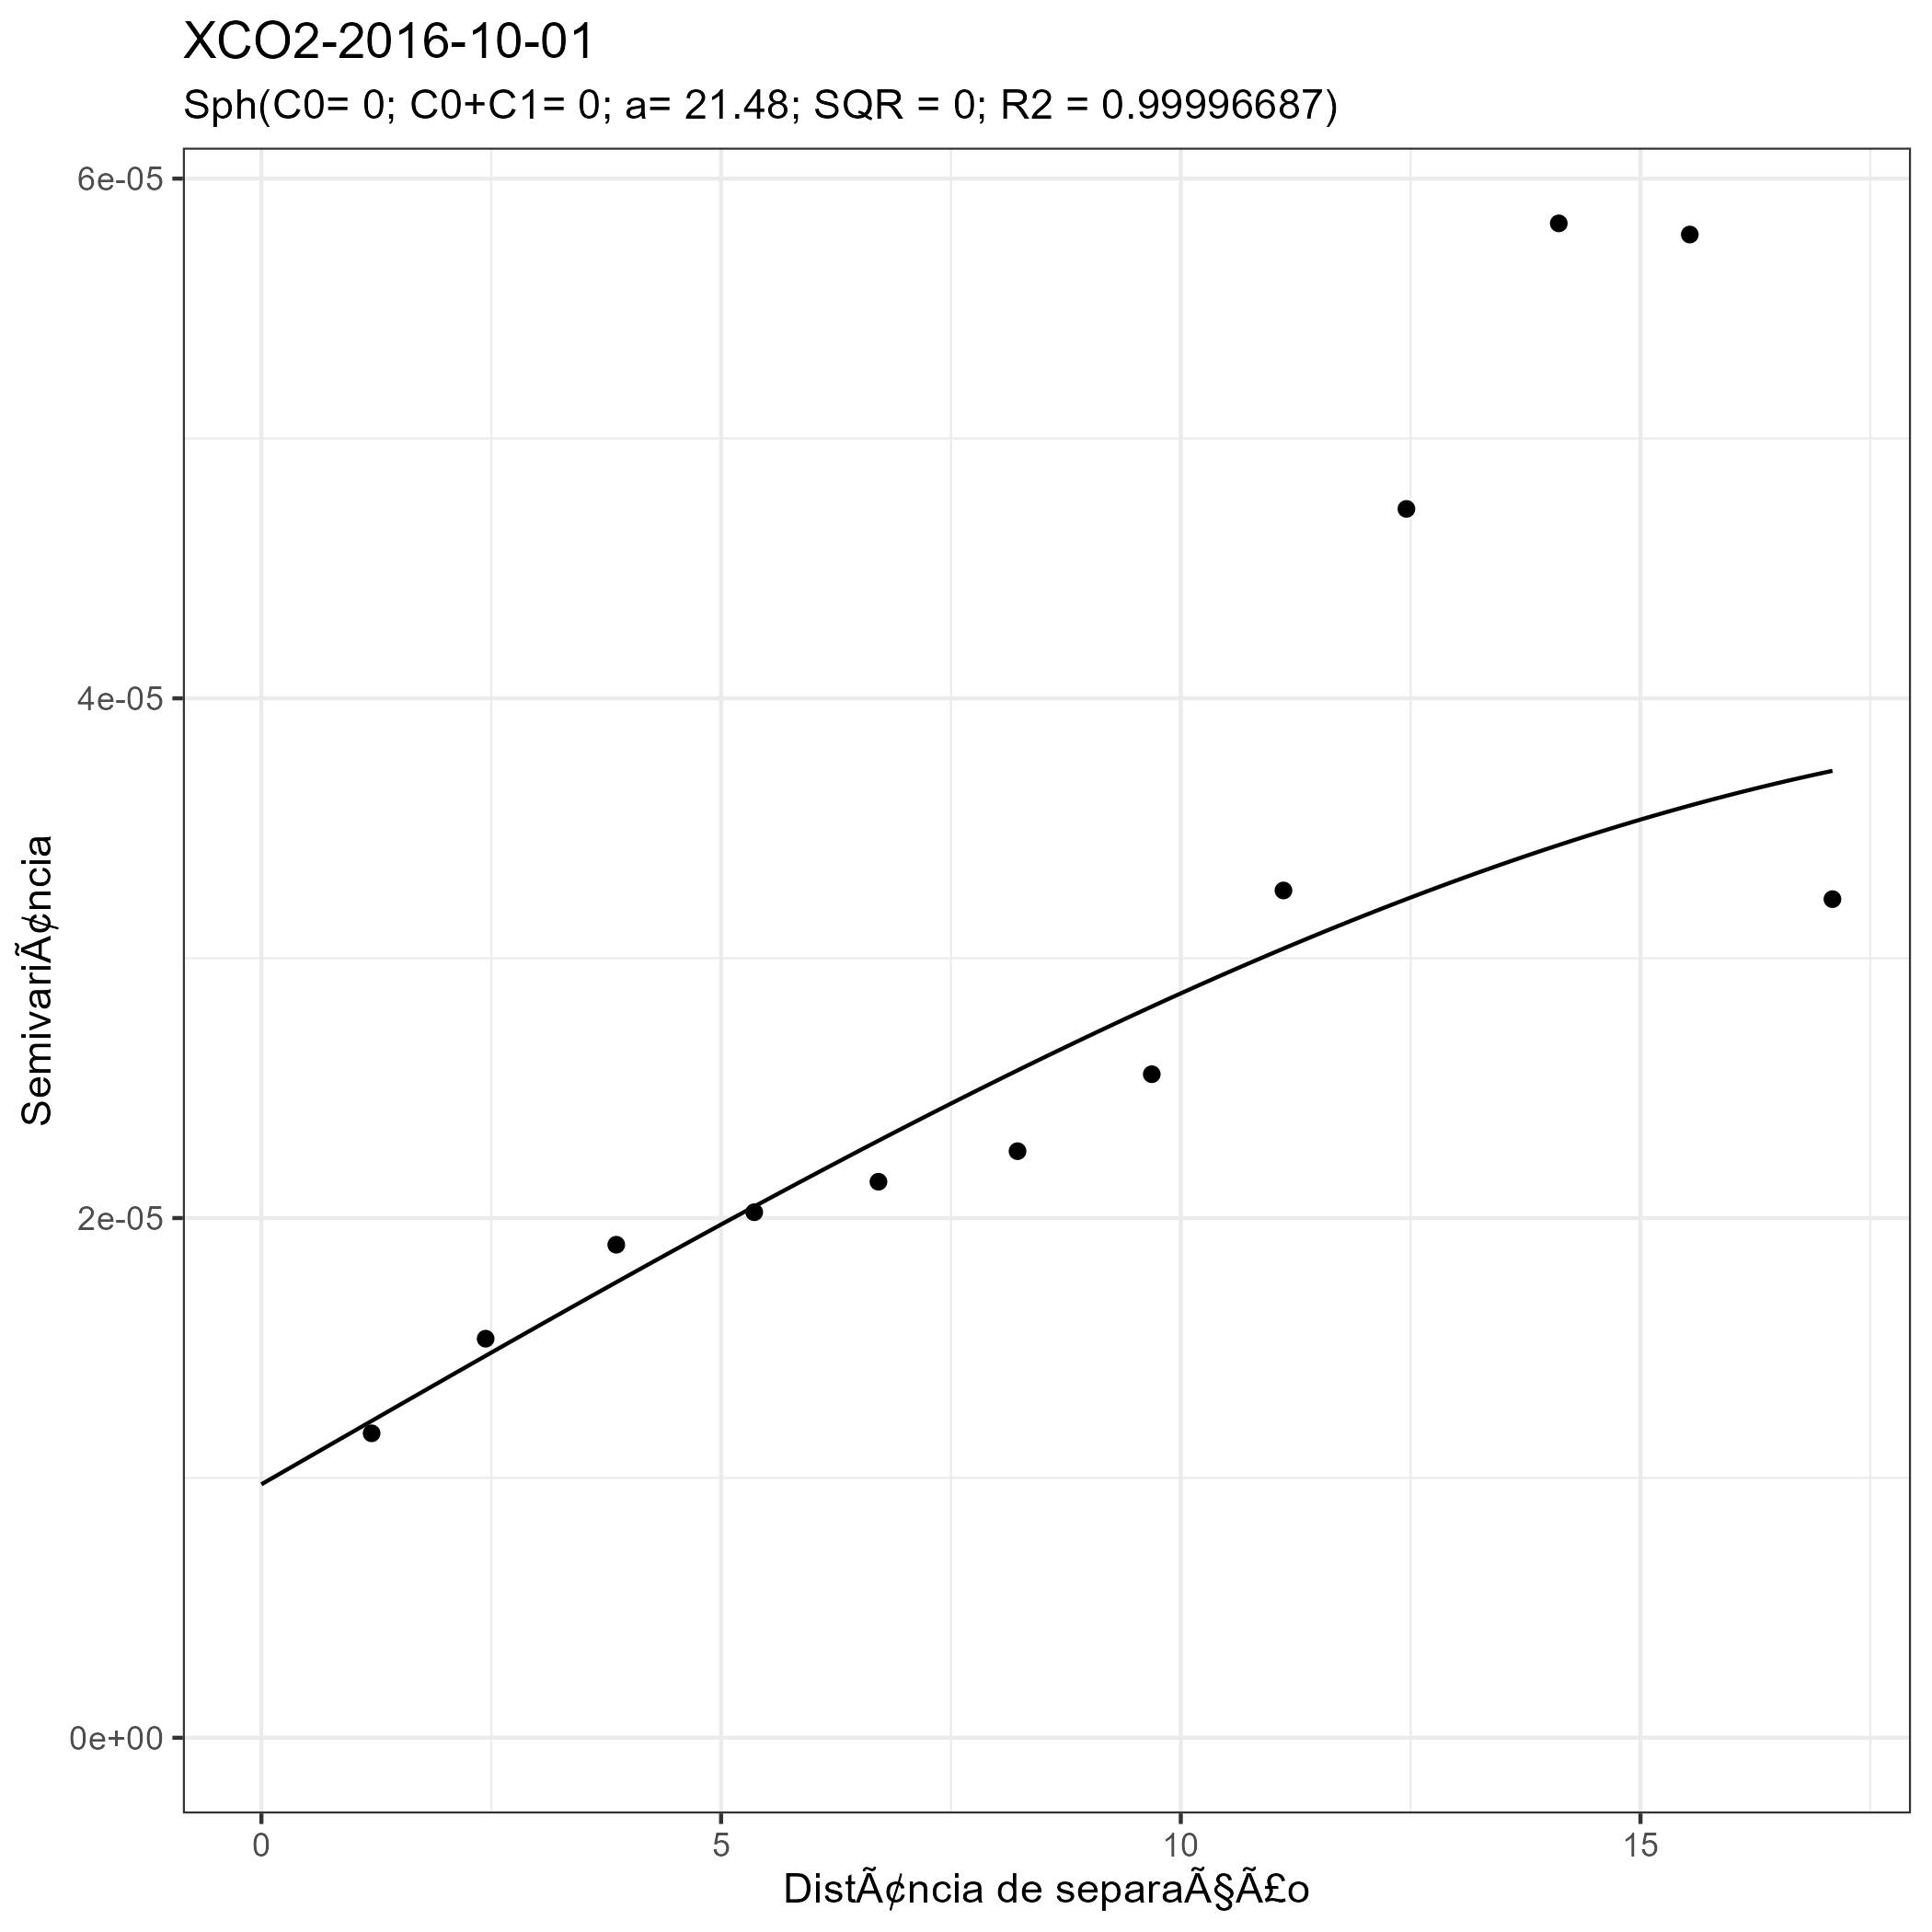 XCO2-2016-10-01
Sph(C0= 0; C0+C1= 0; a= 21.48; SQR = 0; R2 = 0.99996687)
6e-05
4e-05
2e-05
0e+00
SemivariÃ¢ncia
0 5 10 15
DistÃ¢ncia de separaÃ§Ã£o